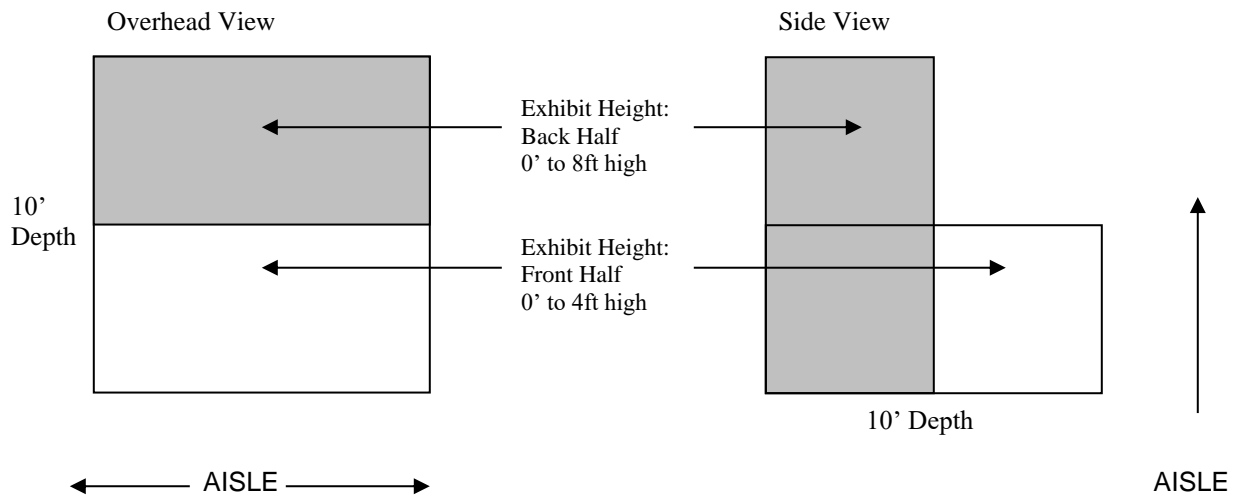 Overhead View
Side View
Exhibit Height:
Back Half
0’ to 8ft high
10’
Depth
Exhibit Height:
Front Half
0’ to 4ft high
10’ Depth
AISLE
AISLE